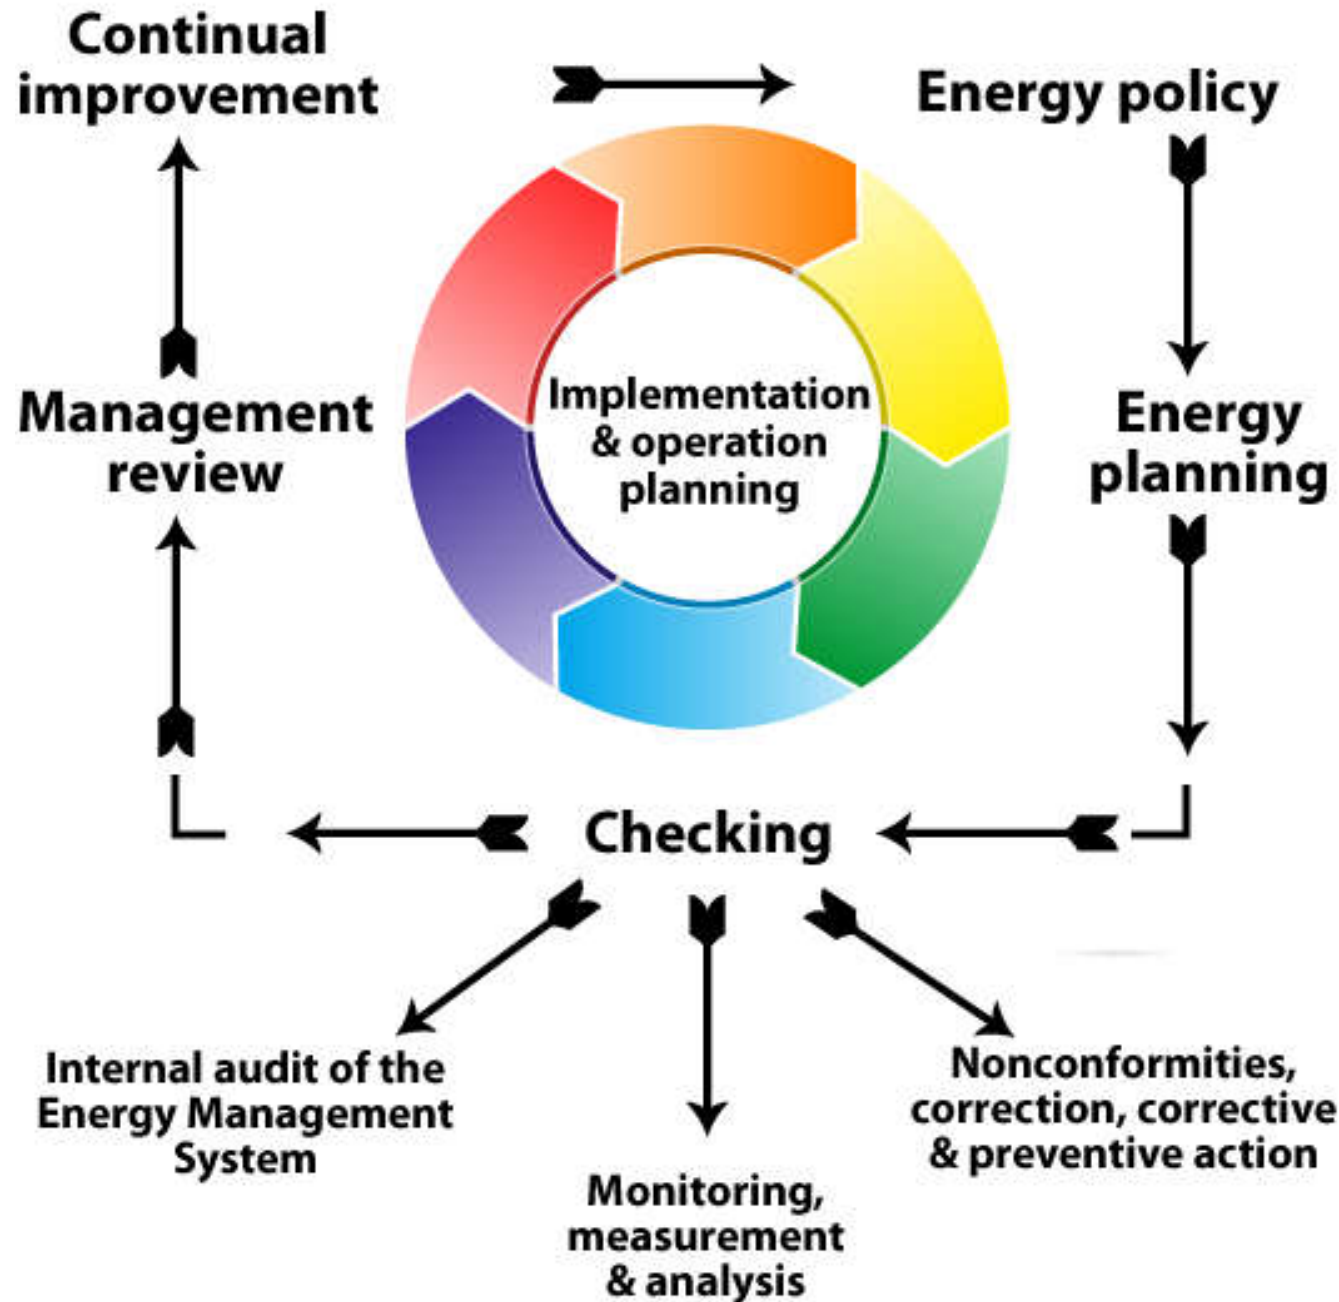 Continual
improvement
Energy policy
Implementation
& operation
planning
Management
review
Energy
planning
Checking
Internal audit of the
Energy Management
System
Monitoring,
measurement
& analysis
Nonconformities,
correction, corrective
& preventive action